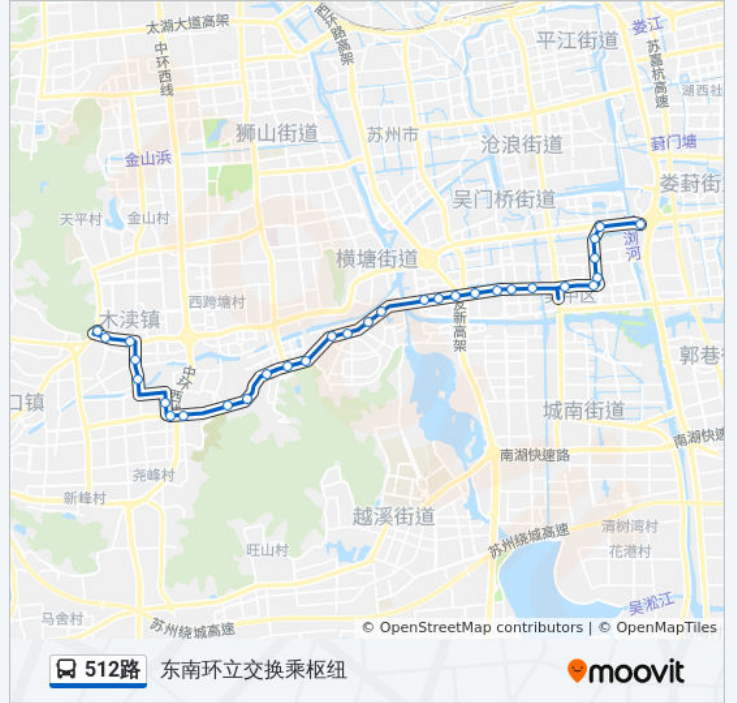 太湖大道高架
西环路高架
平江街道
娄江
苏嘉杭高速
中环西线
湖西社
狮山街道
苏州市
沧浪街道
葑门塘
金山浜
娄葑街
吴门桥街道
天平村
金山村
浏河
横塘街道
西跨塘村
吴中区
木渎镇
友新高架
郭巷
中环西
口镇
城南街道
南湖快速
南湖快速路
尧峰村
新峰村
越溪街道
清树湾村
苏州绕城高速
花港村
旺山村
吴淞江
马舍村
苏州绕城高速
© OpenStreetMap contributors | © OpenMapTiles
512路 东南环立交换乘枢纽
moovit